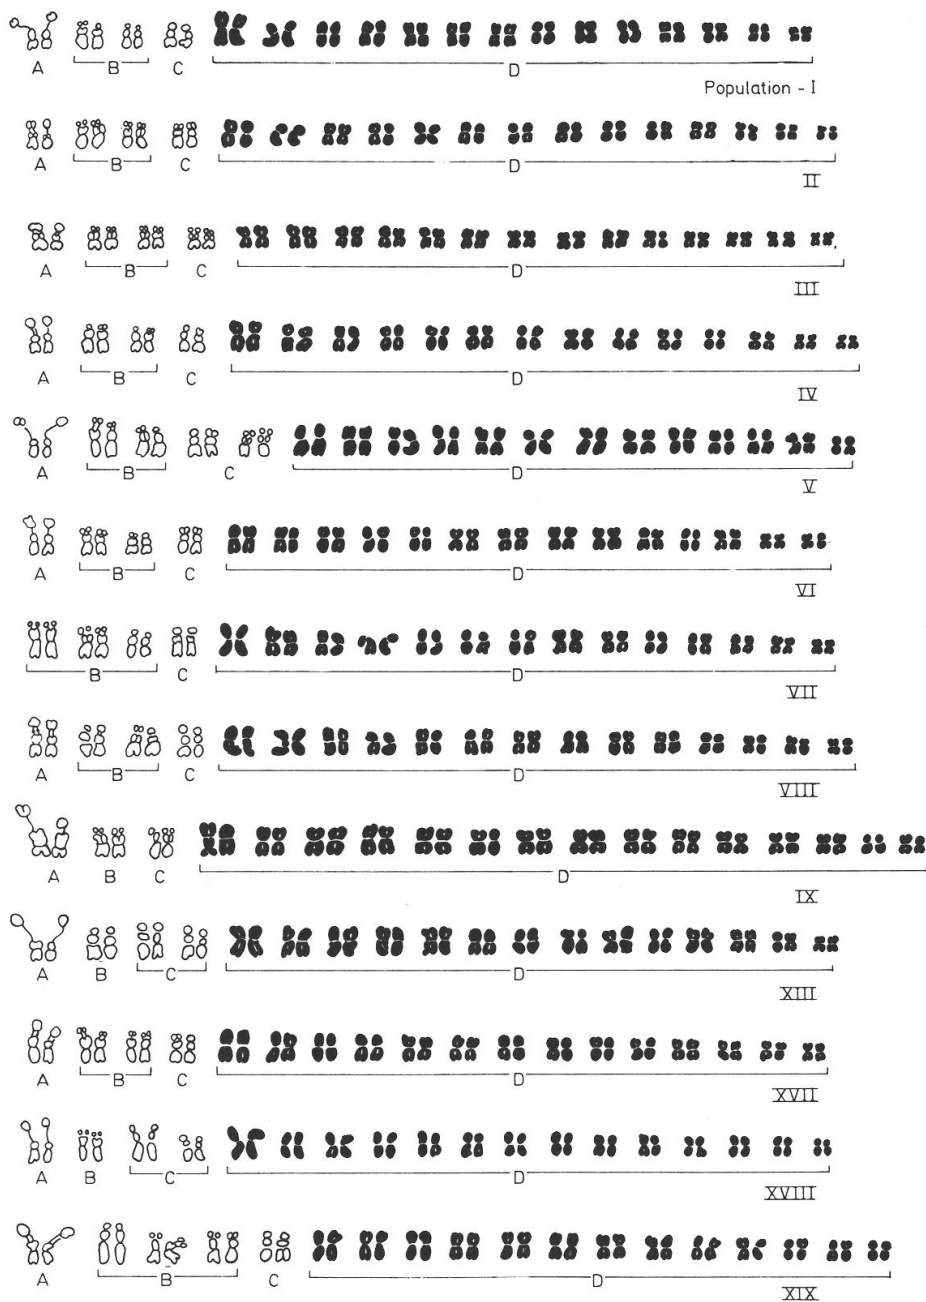 A B C D
Population - I
A B C D
II
A B C D
III
A B C D
IV
A B C D
V
A B C D
VI
B C D
VII
A B C D
VIII
A B C D
IX
A B C D
XIII
A B C D
XVII
A B C D
XVIII
A B C D
XIX